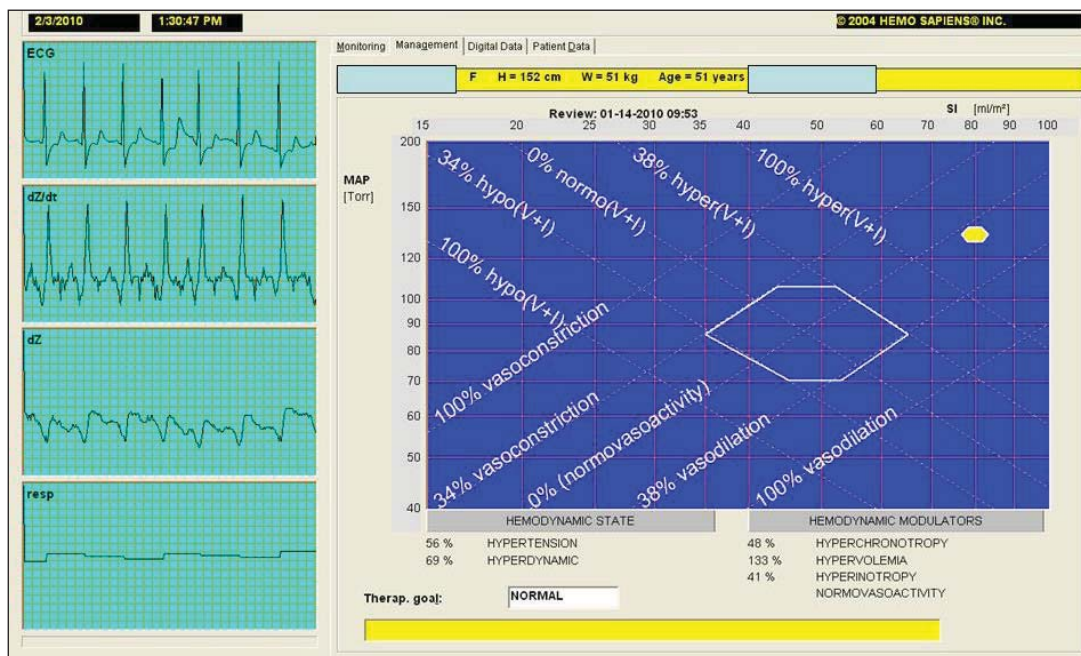 2/3/2010 1:30:47 PM © 2004 HEMO SAPIENS® INC.
ECG
dZ/dt
dZ
resp
Monitoring Management Digital Data Patient Data
F H = 152 cm W = 51 kg Age = 51 years
Review: 01-14-2010 09:53 SI [ml/m²]
15 20 25 30 35 40 50 60 70 80 90 100
MAP
[Torr]
200
150
120
100
90
80
70
60
50
40
34% hypo(V+I)
0% normo(V+I)
38% hyper(V+I)
100% hyper(V+I)
100% hypo(V+I)
100% vasoconstriction
34% vasoconstriction
0% (normovasoactivity)
38% vasodilation
100% vasodilation
HEMODYNAMIC STATE
56 % HYPERTENSION
69 % HYPERDYNAMIC
HEMODYNAMIC MODULATORS
48 % HYPERCHRONOTROPY
133 % HYPERVOLEMIA
41 % HYPERINOTROPY
NORMOVASOACTIVITY
Therap. goal: NORMAL